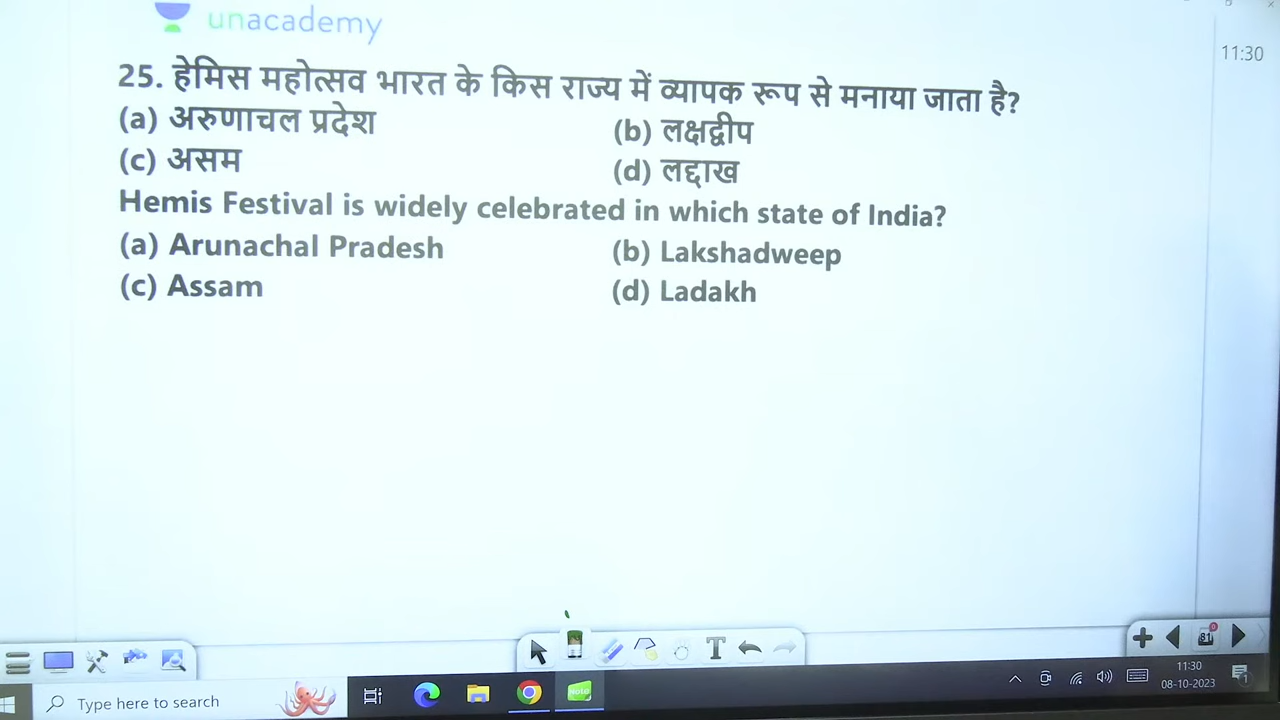 unacademy
11:30
25. हेमिस महोत्सव भारत के किस राज्य में व्यापक रूप से मनाया जाता है?
(a) अरुणाचल प्रदेश (b) लक्षद्वीप
(c) असम (d) लद्दाख
Hemis Festival is widely celebrated in which state of India?
(a) Arunachal Pradesh (b) Lakshadweep
(c) Assam (d) Ladakh
T
81
Type here to search
11:30
08-10-2023